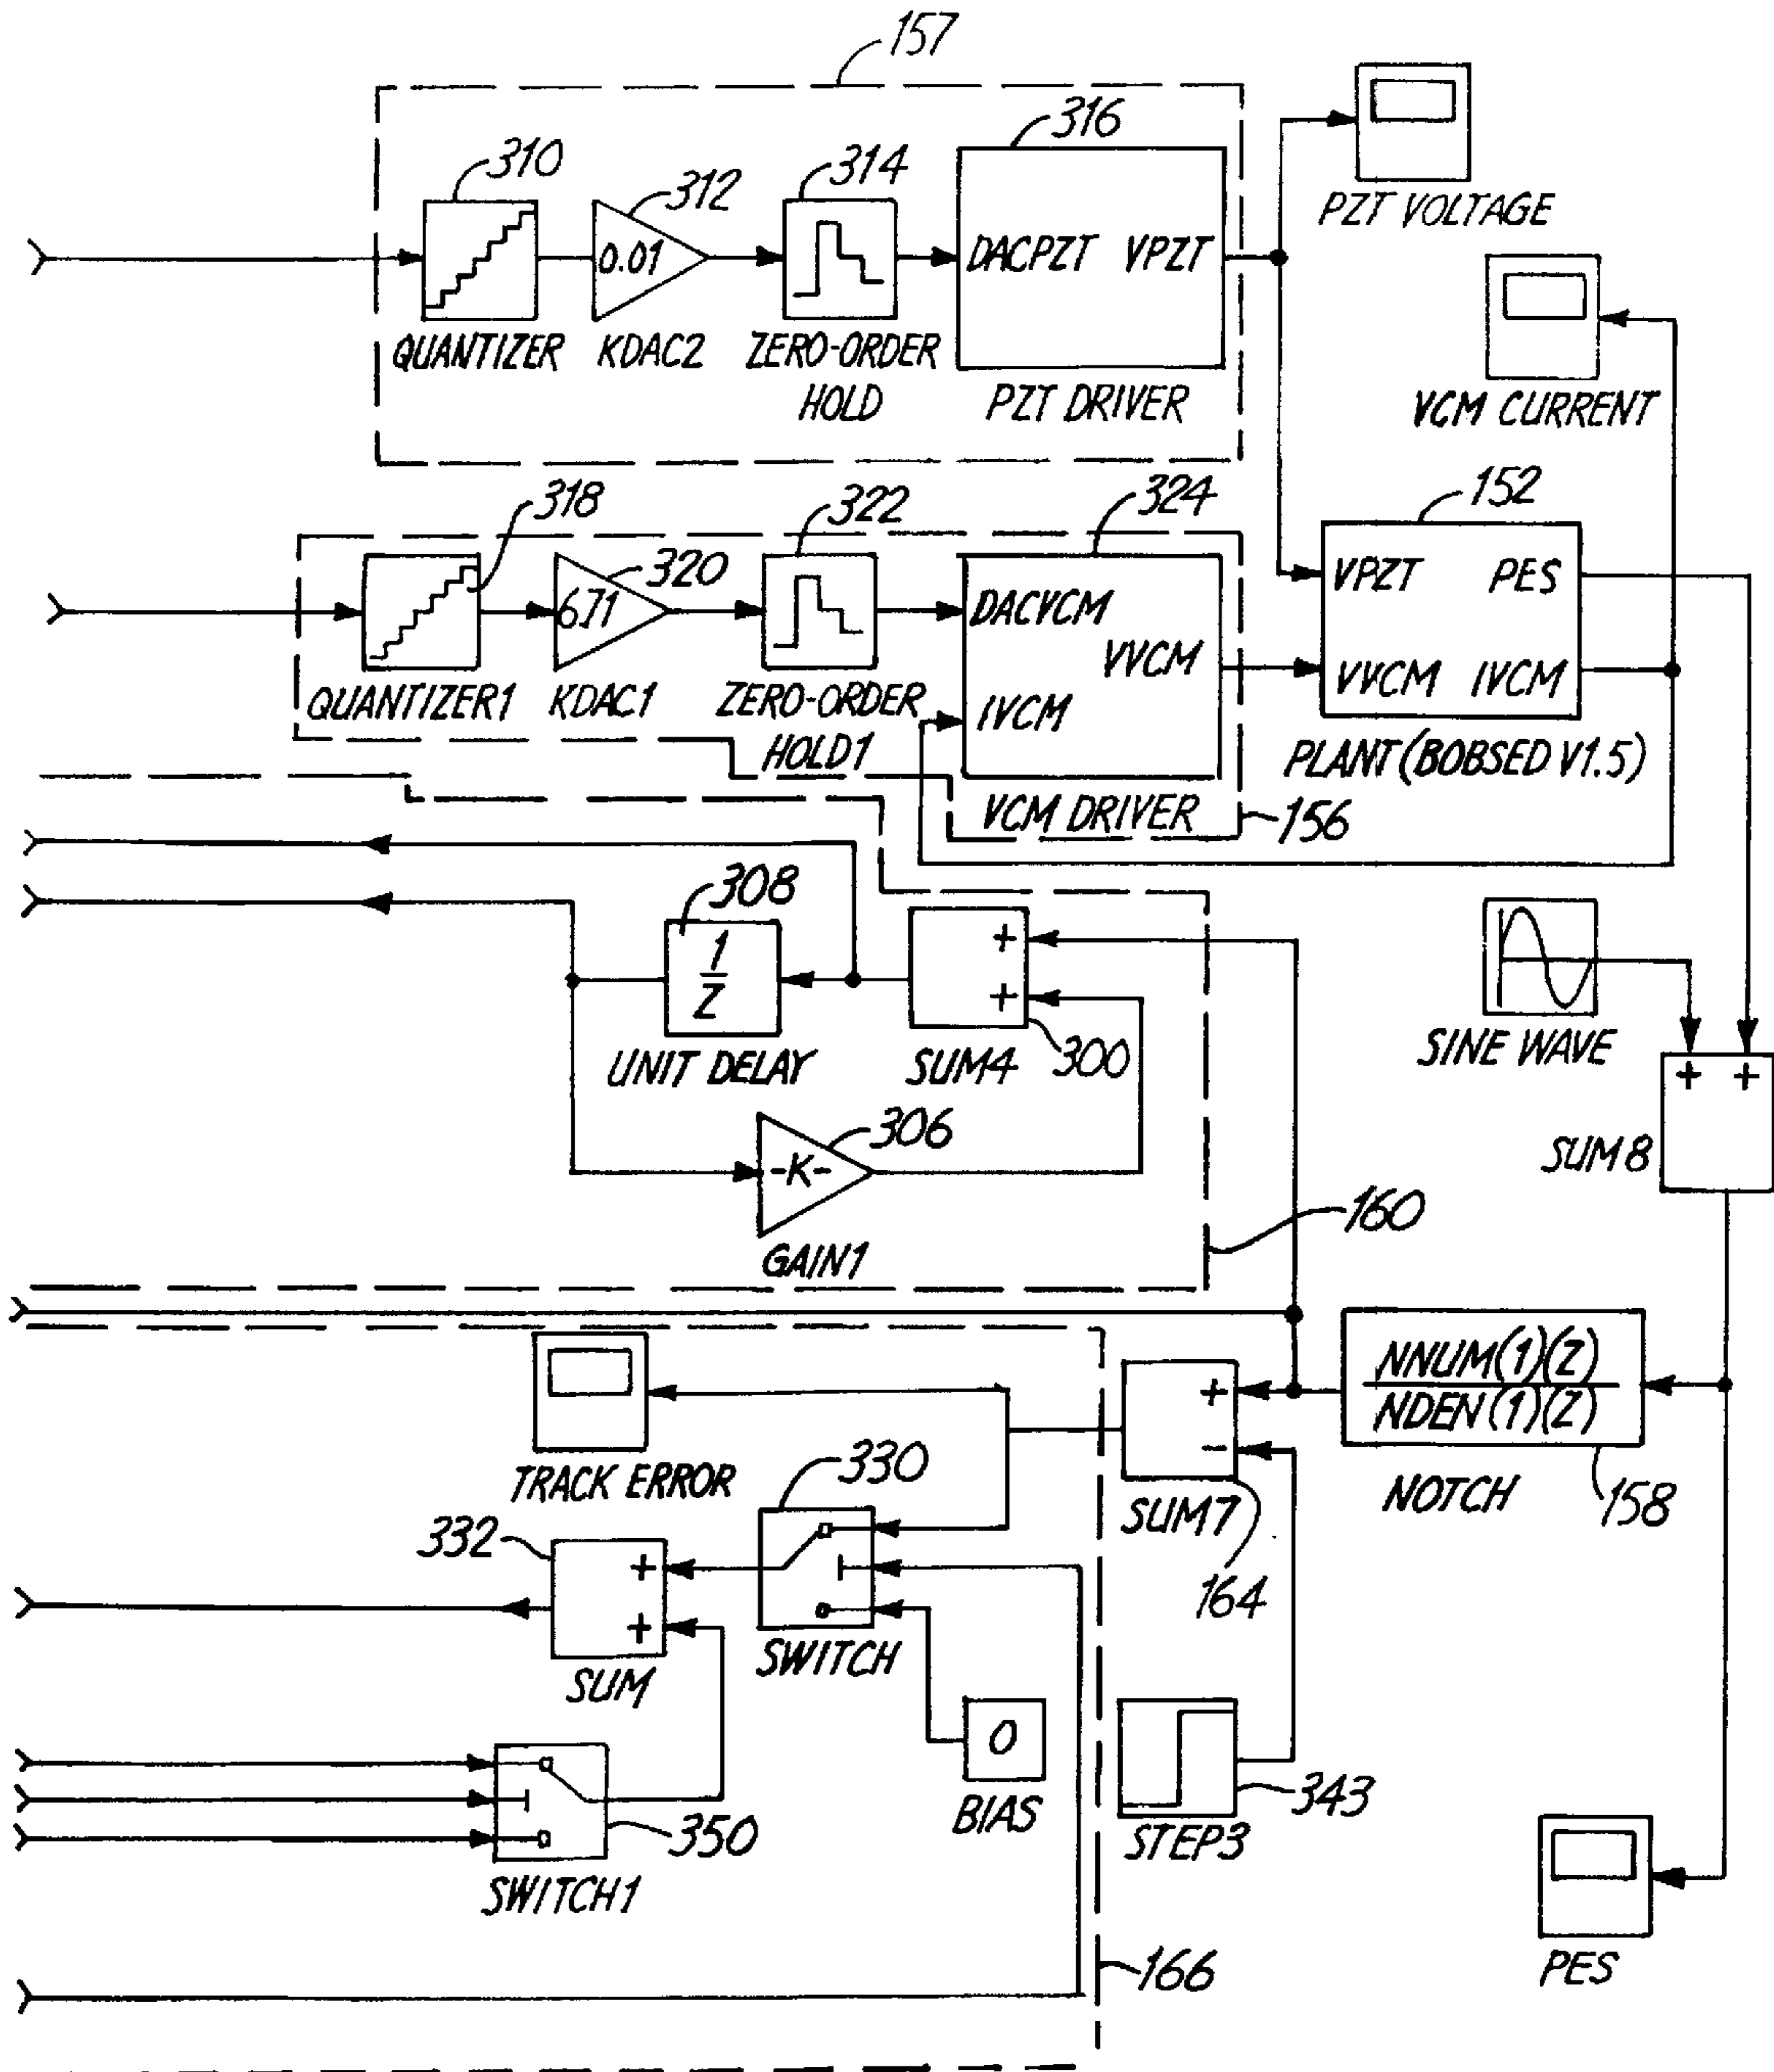 157
310
312
314
316
0.01
DACPZT VPZT
QUANTIZER
KDAC2
ZERO-ORDER
HOLD
PZT DRIVER
PZT VOLTAGE
VCM CURRENT
318
320
322
324
152
671
DACVCM
VVCM
IVCM
VPZT PES
VVCM IVCM
QUANTIZER1
KDAC1
ZERO-ORDER
HOLD1
VCM DRIVER
PLANT (BOBSED V1.5)
156
308
1
Z
UNIT DELAY
+
+
SUM4
300
SINE WAVE
+ +
SUM8
306
-K-
GAIN1
160
NNUM(1)(Z)
NDEN(1)(Z)
NOTCH
158
+
-
SUM7
164
TRACK ERROR
330
SWITCH
332
+
+
SUM
0
BIAS
STEP3
343
350
SWITCH1
166
PES